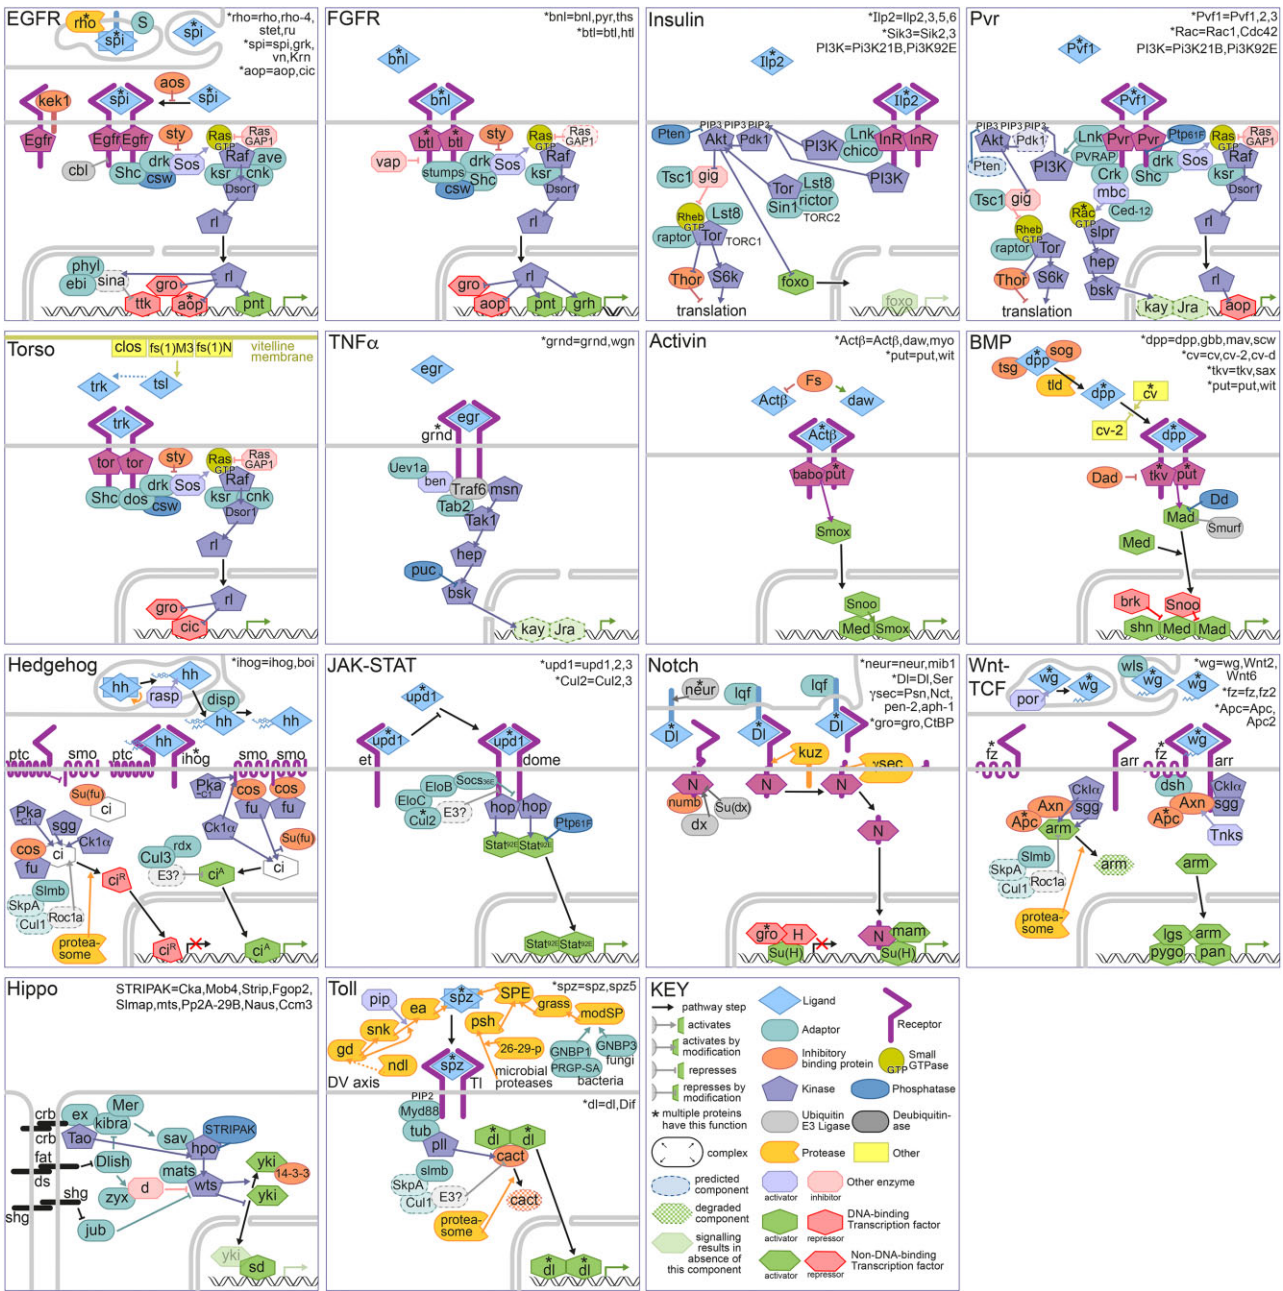 EGFR
*rho=rho,rho-4,
stet,ru
*spi=spi,grk,
vn,Krn
*aop=aop,cic
rho
S
*
spi
*
spi
kek1
*
spi
aos
*
spi
Egfr
Egfr Egfr
sty
Ras
GTP
Ras
GAP1
cbl
Shc
drk
csw
Sos
Raf
ave
ksr
cnk
Dsor1
rl
phyl
ebi
sina
gro
rl
ttk
*
aop
pnt
FGFR
*bnl=bnl,pyr,ths
*btl=btl,htl
*
bnl
*
bnl
*
btl
*
btl
sty
Ras
GTP
Ras
GAP1
vap
stumps
drk
Sos
Shc
csw
Raf
ksr
Dsor1
rl
gro
rl
aop
pnt
grh
Insulin
*Ilp2=Ilp2,3,5,6
*Sik3=Sik2,3
PI3K=Pi3K21B,Pi3K92E
*
Ilp2
*
Ilp2
Pten
PIP3 PIP3 PIP3
Akt
Pdk1
PI3K
Lnk
chico
InR
InR
PI3K
Tsc1
gig
Tor
Lst8
rictor
Sin1
TORC2
Rheb
GTP
Lst8
raptor
Tor
TORC1
Thor
S6k
translation
foxo
foxo
Pvr
*Pvf1=Pvf1,2,3
*Rac=Rac1,Cdc42
PI3K=Pi3K21B,Pi3K92E
*
Pvf1
*
Pvf1
PIP3 PIP3 PIP3
Akt
Pdk1
Pten
PI3K
Lnk
PVRAP
Pvr
Pvr
Ptp61F
Ras
GTP
Ras
GAP1
Crk
drk
Sos
Shc
Raf
ksr
Dsor1
mbc
Ced-12
Tsc1
gig
*
Rac
GTP
slpr
Rheb
GTP
raptor
Tor
hep
rl
Thor
S6k
bsk
rl
translation
kay
Jra
aop
Torso
clos
fs(1)M3
fs(1)N
vitelline
membrane
trk
tsl
trk
tor
tor
sty
Ras
GTP
Ras
GAP1
Shc
dos
drk
csw
Sos
Raf
ksr
cnk
Dsor1
rl
gro
rl
cic
TNFα
*grnd=grnd,wgn
egr
egr
*
grnd
Uev1a
ben
Traf6
msn
Tab2
Tak1
hep
puc
bsk
kay
Jra
Activin
*Actβ=Actβ,daw,myo
*put=put,wit
Fs
Actβ
daw
*
Actβ
babo
*
put
Smox
Snoo
Med
Smox
BMP
*dpp=dpp,gbb,mav,scw
*cv=cv,cv-2,cv-d
*tkv=tkv,sax
*put=put,wit
tsg
*
dpp
sog
tld
*
dpp
*
cv
cv-2
*
dpp
Dad
*
tkv
*
put
Dd
Mad
Smurf
Med
brk
Snoo
shn
Med
Mad
Hedgehog
*ihog=ihog,boi
hh
hh
rasp
disp
hh
hh
ptc
smo
ptc
hh
*
ihog
smo
smo
Su(fu)
ci
Pka
-C1
cos
cos
fu
fu
Pka
-C1
sgg
Ck1α
Ck1α
Su(fu)
cos
ci
fu
Cul3
rdx
ci
Slmb
SkpA
Cul1
Roc1a
ciR
E3?
ciA
protea-
some
ciR
ciA
JAK-STAT
*upd1=upd1,2,3
*Cul2=Cul2,3
*
upd1
*
upd1
*
upd1
et
dome
EloB
Socs36E
EloC
*
Cul2
E3?
hop
hop
Ptp61F
Stat92E
Stat92E
Stat92E
Stat92E
Notch
*neur=neur,mib1
*Dl=Dl,Ser
γsec=Psn,Nct,
pen-2,aph-1
*gro=gro,CtBP
*
neur
lqf
lqf
*
Dl
*
Dl
*
Dl
kuz
γsec
N
N
N
numb
Su(dx)
dx
N
*
gro
H
Su(H)
N
mam
Su(H)
Wnt-
TCF
*wg=wg,Wnt2,
Wnt6
*fz=fz,fz2
*Apc=Apc,
Apc2
*
wg
*
wg
por
wls
*
wg
*
wg
*
fz
arr
*
fz
*
wg
arr
dsh
CkIα
sgg
Axn
*
Apc
CkIα
sgg
Axn
*
Apc
arm
Tnks
Slmb
SkpA
Cul1
Roc1a
arm
arm
protea-
some
lgs
arm
pygo
pan
Hippo
STRIPAK=Cka,Mob4,Strip,Fgop2,
Slmap,mts,Pp2A-29B,Naus,Ccm3
crb
crb
ex
Mer
kibra
Tao
sav
STRIPAK
hpo
fat
ds
Dlish
mats
yki
14-3-3
zyx
d
wts
yki
shg
shg
jub
yki
sd
Toll
*spz=spz,spz5
pip
ea
*
spz
SPE
grass
modSP
snk
psh
gd
ndl
26-29-p
GNBP1
GNBP3
PRGP-SA
fungi
bacteria
microbial
proteases
DV axis
*
spz
Tl
*dl=dl,Dif
PIP2
Myd88
tub
pll
*
dl
*
dl
cact
slmb
SkpA
Cul1
E3?
cact
protea-
some
*
dl
*
dl
KEY
pathway step
activates
activates by
modification
represses
represses by
modification
* multiple proteins
have this function
complex
predicted
component
degraded
component
signalling
results in
absence of
this component
Ligand
Adaptor
Inhibitory
binding protein
Kinase
Ubiquitin
E3 Ligase
Protease
activator
inhibitor
Other enzyme
activator
repressor
DNA-binding
Transcription factor
activator
repressor
Non-DNA-binding
Transcription factor
Receptor
GTP
Small
GTPase
Phosphatase
Deubiquitin-
ase
Other